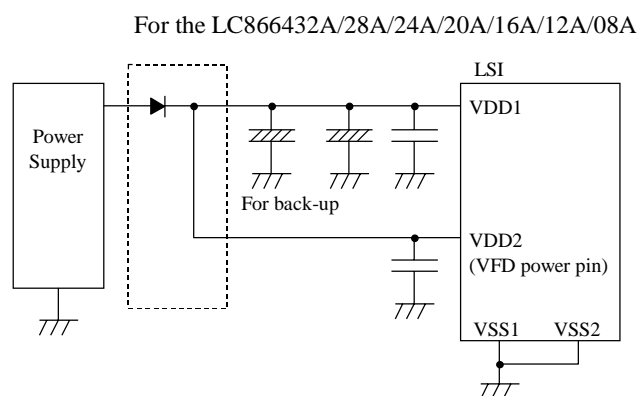 For the LC866432A/28A/24A/20A/16A/12A/08A
LSI
Power
Supply
VDD1
For back-up
VDD2
(VFD power pin)
VSS1 VSS2